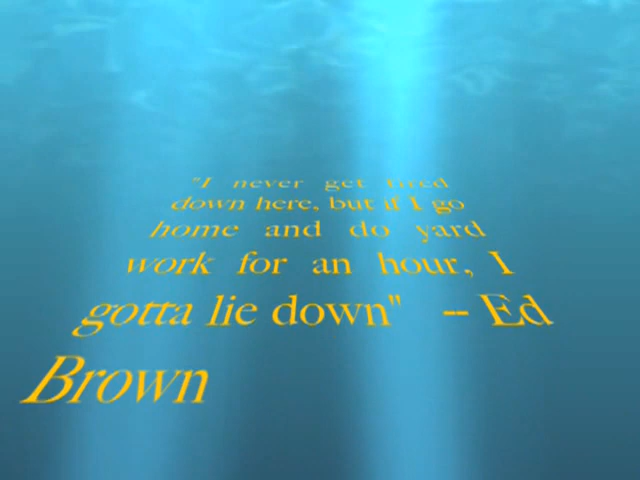 "I never get tired
down here, but if I go
home and do yard
work for an hour, I
gotta lie down" -- Ed
Brown